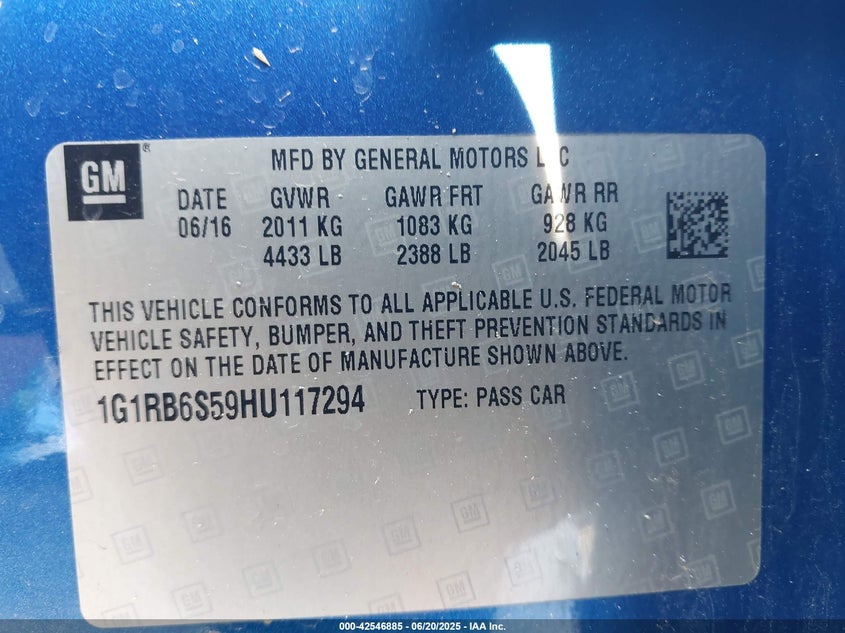 GM ® MFD BY GENERAL MOTORS LLC
DATE GVWR GAWR FRT GAWR RR
06/16 2011 KG 1083 KG 928 KG
4433 LB 2388 LB 2045 LB
THIS VEHICLE CONFORMS TO ALL APPLICABLE U.S. FEDERAL MOTOR
VEHICLE SAFETY, BUMPER, AND THEFT PREVENTION STANDARDS IN
EFFECT ON THE DATE OF MANUFACTURE SHOWN ABOVE.
1G1RB6S59HU117294 TYPE: PASS CAR
000-42546885 - 06/20/2025 - IAA Inc.